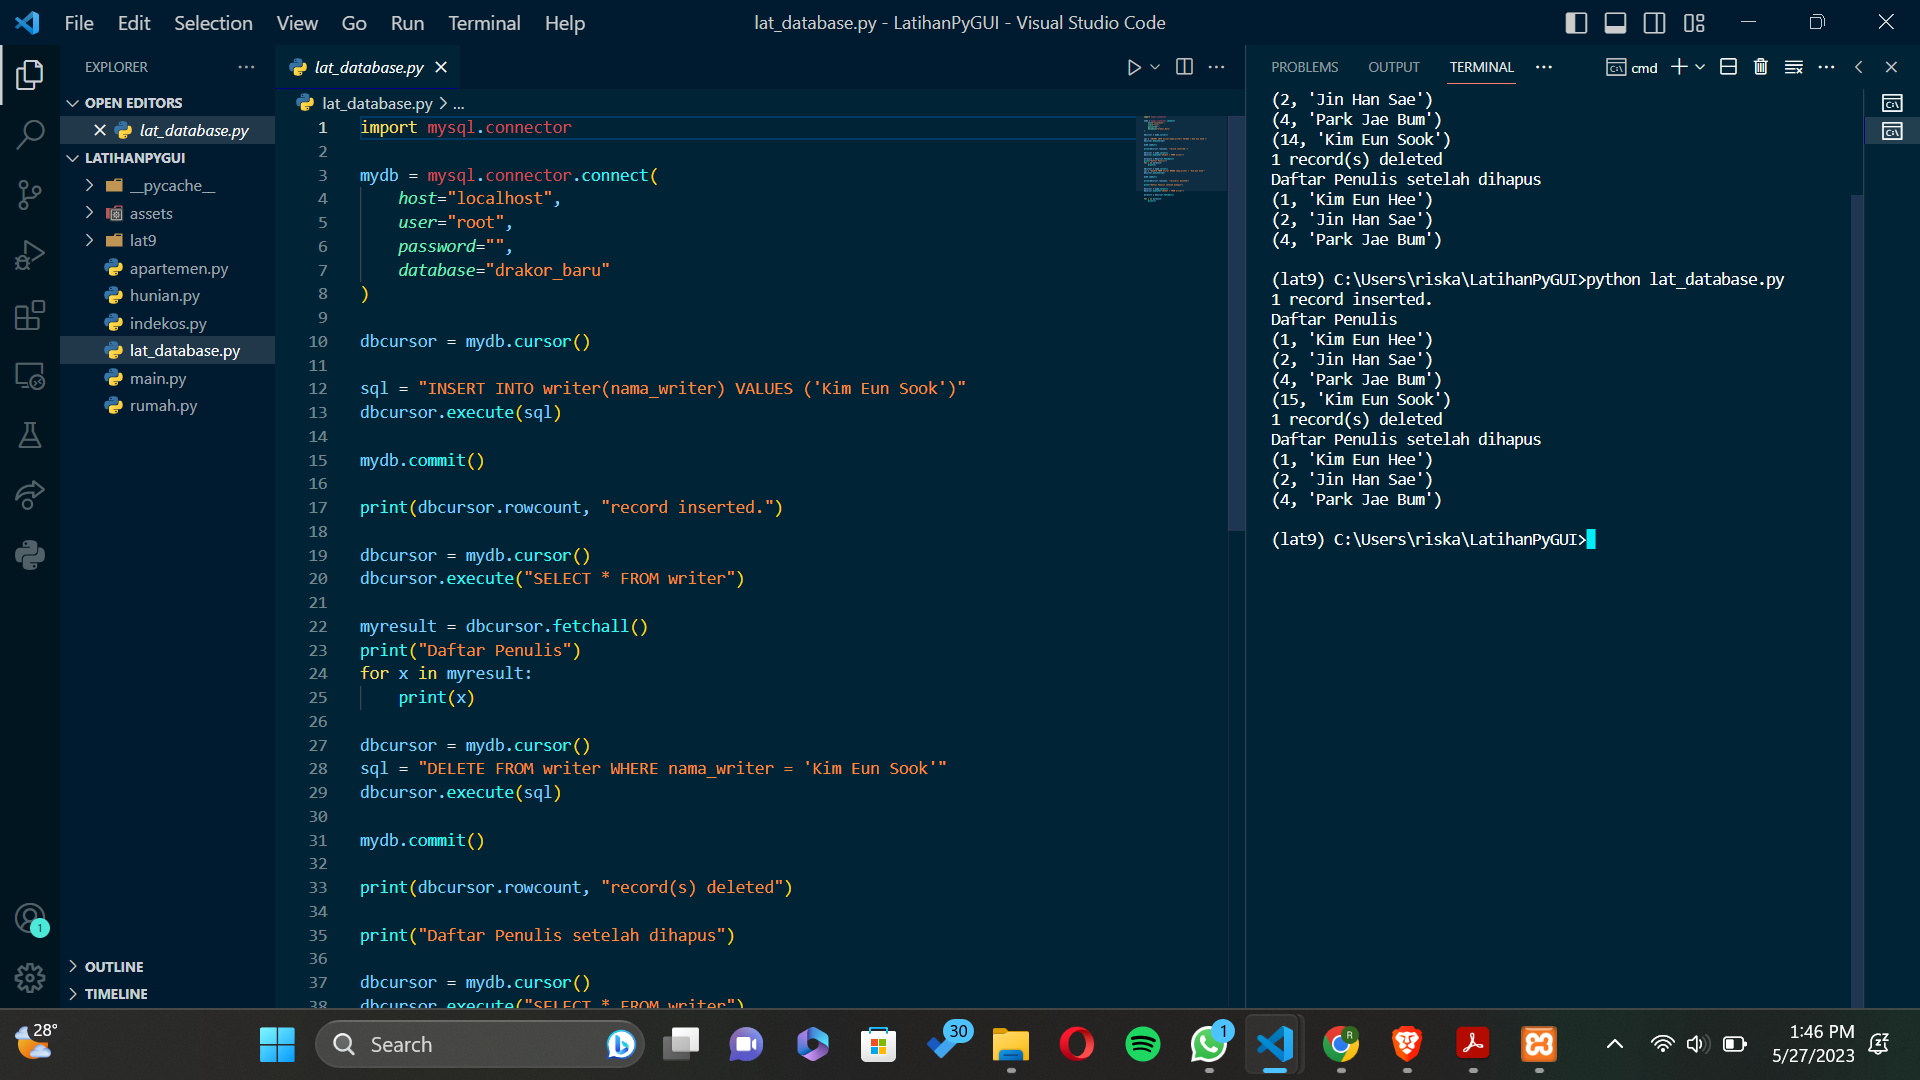 File Edit Selection View Go Run Terminal Help
lat_database.py - LatihanPyGUI - Visual Studio Code
EXPLORER
OPEN EDITORS
lat_database.py
LATIHANPYGUI
__pycache__
assets
lat9
apartemen.py
hunian.py
indekos.py
lat_database.py
main.py
rumah.py
OUTLINE
TIMELINE
1
lat_database.py
lat_database.py > ...
1 import mysql.connector
2
3 mydb = mysql.connector.connect(
4 host="localhost",
5 user="root",
6 password="",
7 database="drakor_baru"
8 )
9
10 dbcursor = mydb.cursor()
11
12 sql = "INSERT INTO writer(nama_writer) VALUES ('Kim Eun Sook')"
13 dbcursor.execute(sql)
14
15 mydb.commit()
16
17 print(dbcursor.rowcount, "record inserted.")
18
19 dbcursor = mydb.cursor()
20 dbcursor.execute("SELECT * FROM writer")
21
22 myresult = dbcursor.fetchall()
23 print("Daftar Penulis")
24 for x in myresult:
25 print(x)
26
27 dbcursor = mydb.cursor()
28 sql = "DELETE FROM writer WHERE nama_writer = 'Kim Eun Sook'"
29 dbcursor.execute(sql)
30
31 mydb.commit()
32
33 print(dbcursor.rowcount, "record(s) deleted")
34
35 print("Daftar Penulis setelah dihapus")
36
37 dbcursor = mydb.cursor()
38 dbcursor.execute("SELECT * FROM writer")
PROBLEMS OUTPUT TERMINAL
cmd
(2, 'Jin Han Sae')
(4, 'Park Jae Bum')
(14, 'Kim Eun Sook')
1 record(s) deleted
Daftar Penulis setelah dihapus
(1, 'Kim Eun Hee')
(2, 'Jin Han Sae')
(4, 'Park Jae Bum')
(lat9) C:\Users\riska\LatihanPyGUI>python lat_database.py
1 record inserted.
Daftar Penulis
(1, 'Kim Eun Hee')
(2, 'Jin Han Sae')
(4, 'Park Jae Bum')
(15, 'Kim Eun Sook')
1 record(s) deleted
Daftar Penulis setelah dihapus
(1, 'Kim Eun Hee')
(2, 'Jin Han Sae')
(4, 'Park Jae Bum')
(lat9) C:\Users\riska\LatihanPyGUI>
28°
Search
30
1
R
1:46 PM
5/27/2023